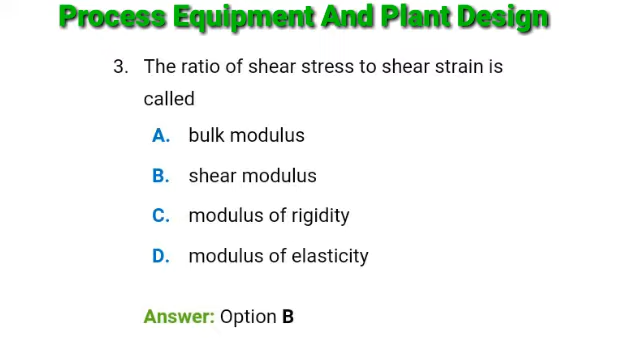 Process Equipment And Plant Design
3. The ratio of shear stress to shear strain is
called
A. bulk modulus
B. shear modulus
C. modulus of rigidity
D. modulus of elasticity
Answer: Option B